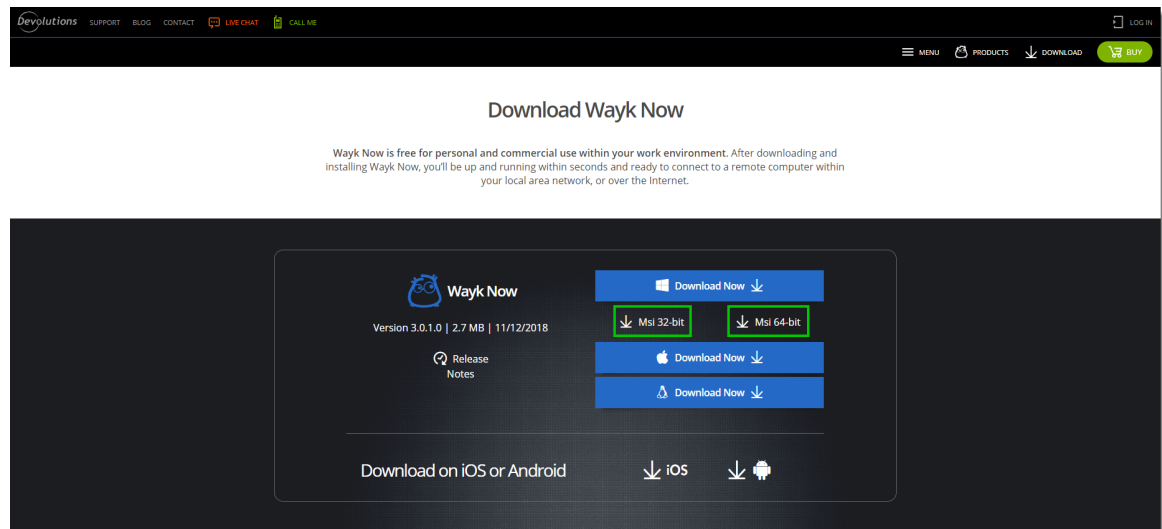 Devolutions SUPPORT BLOG CONTACT LIVE CHAT CALL ME LOG IN
MENU PRODUCTS DOWNLOAD BUY
Download Wayk Now
Wayk Now is free for personal and commercial use within your work environment. After downloading and
installing Wayk Now, you'll be up and running within seconds and ready to connect to a remote computer within
your local area network, or over the Internet.
Wayk Now
Version 3.0.1.0 | 2.7 MB | 11/12/2018
Release
Notes
Download Now
Msi 32-bit Msi 64-bit
Download Now
Download Now
Download on iOS or Android iOS